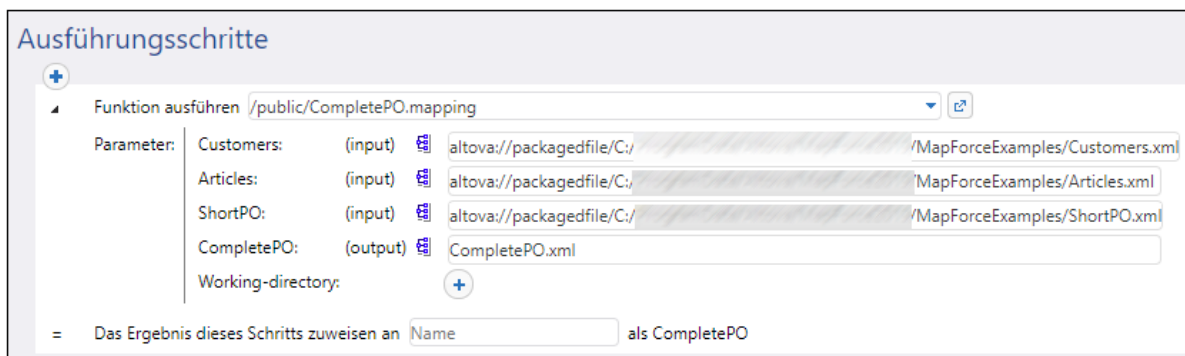 Ausführungsschritte
Funktion ausführen /public/CompletePO.mapping
Parameter: Customers: (input) altova://packagedfile/C:/ /MapForceExamples/Customers.xml
Articles: (input) altova://packagedfile/C:/ /MapForceExamples/Articles.xml
ShortPO: (input) altova://packagedfile/C:/ /MapForceExamples/ShortPO.xml
CompletePO: (output) CompletePO.xml
Working-directory:
= Das Ergebnis dieses Schritts zuweisen an Name als CompletePO